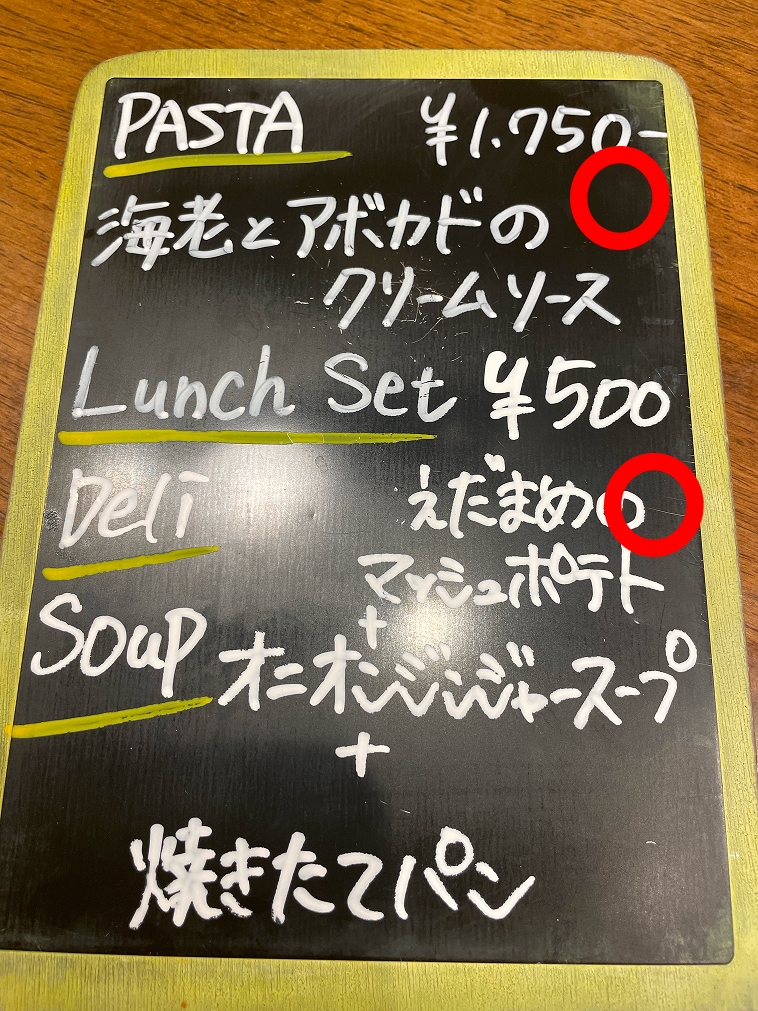 PASTA ¥1.750-
海老とアボカドの
クリームソース
Lunch Set ¥500
Deli えだまめの
マッシュポテト
+
Soup オニオンジンジャースープ
+
焼きたてパン